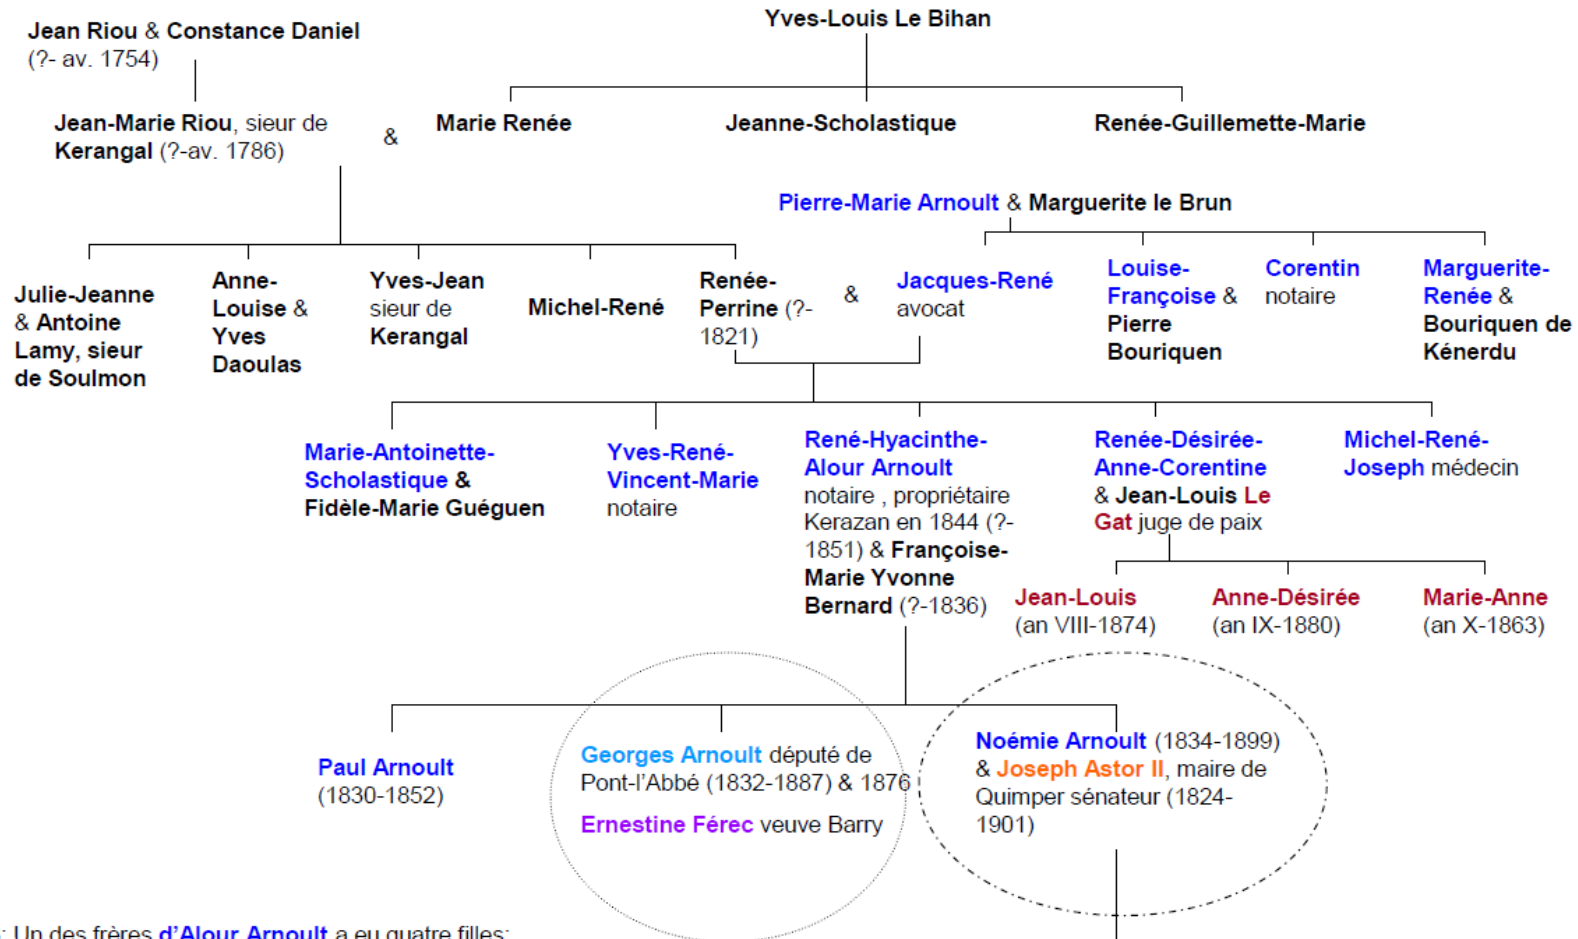 Yves-Louis Le Bihan
Jean Riou & Constance Daniel
(?- av. 1754)
Jean-Marie Riou, sieur de
Kerangal (?-av. 1786)
&
Marie Renée
Jeanne-Scholastique
Renée-Guillemette-Marie
Pierre-Marie Arnoult & Marguerite le Brun
Julie-Jeanne
& Antoine
Lamy, sieur
de Soulmon
Anne-
Louise &
Yves
Daoulas
Yves-Jean
sieur de
Kerangal
Michel-René
Renée-
Perrine (?-
1821)
&
Jacques-René
avocat
Louise-
Françoise &
Pierre
Bouriquen
Corentin
notaire
Marguerite-
Renée &
Bouriquen de
Kénerdu
Marie-Antoinette-
Scholastique &
Fidèle-Marie Guéguen
Yves-René-
Vincent-Marie
notaire
René-Hyacinthe-
Alour Arnoult
notaire , propriétaire
Kerazan en 1844 (?-
1851) & Françoise-
Marie Yvonne
Bernard (?-1836)
Renée-Désirée-
Anne-Corentine
& Jean-Louis Le
Gat juge de paix
Michel-René-
Joseph médecin
Jean-Louis
(an VIII-1874)
Anne-Désirée
(an IX-1880)
Marie-Anne
(an X-1863)
Paul Arnoult
(1830-1852)
Georges Arnoult député de
Pont-l'Abbé (1832-1887) & 1876
Ernestine Férec veuve Barry
Noémie Arnoult (1834-1899)
& Joseph Astor II, maire de
Quimper sénateur (1824-
1901)
: Un des frères d'Alour Arnoult a eu quatre filles: